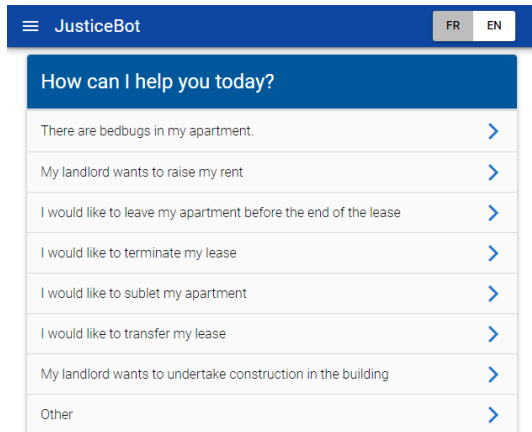 JusticeBot
FR EN
How can I help you today?
There are bedbugs in my apartment.
My landlord wants to raise my rent
I would like to leave my apartment before the end of the lease
I would like to terminate my lease
I would like to sublet my apartment
I would like to transfer my lease
My landlord wants to undertake construction in the building
Other